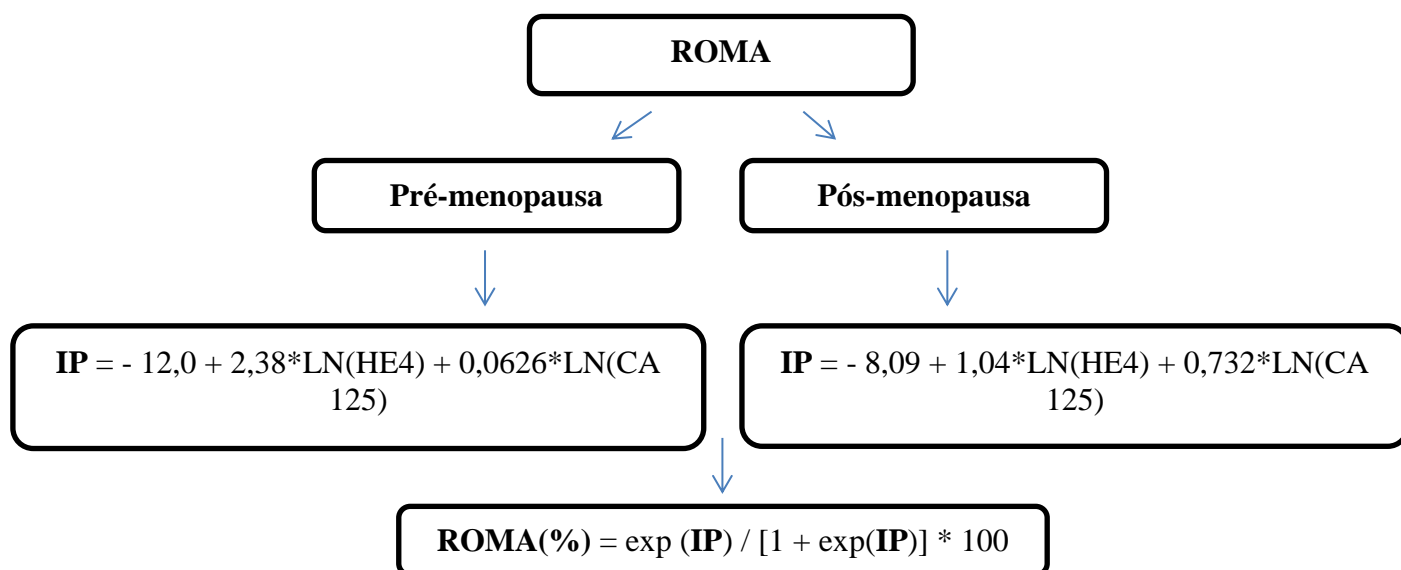 ROMA
Pré-menopausa
Pós-menopausa
IP = - 12,0 + 2,38*LN(HE4) + 0,0626*LN(CA
125)
IP = - 8,09 + 1,04*LN(HE4) + 0,732*LN(CA
125)
ROMA(%) = exp (IP) / [1 + exp(IP)] * 100